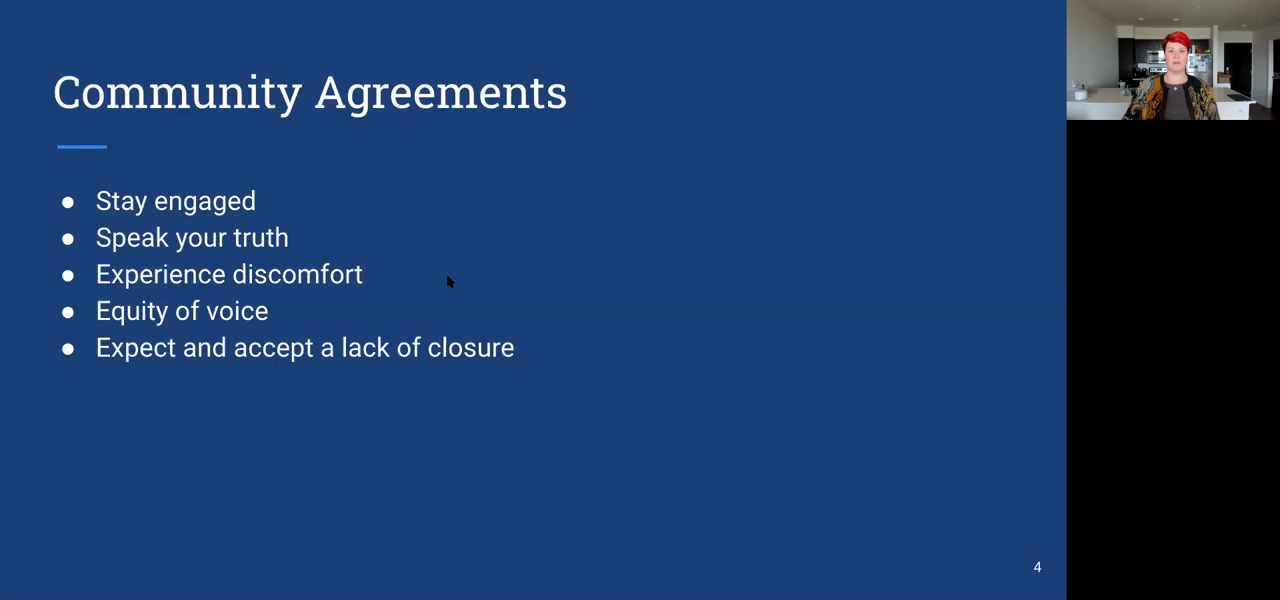 Community Agreements
● Stay engaged
● Speak your truth
● Experience discomfort
● Equity of voice
● Expect and accept a lack of closure
4